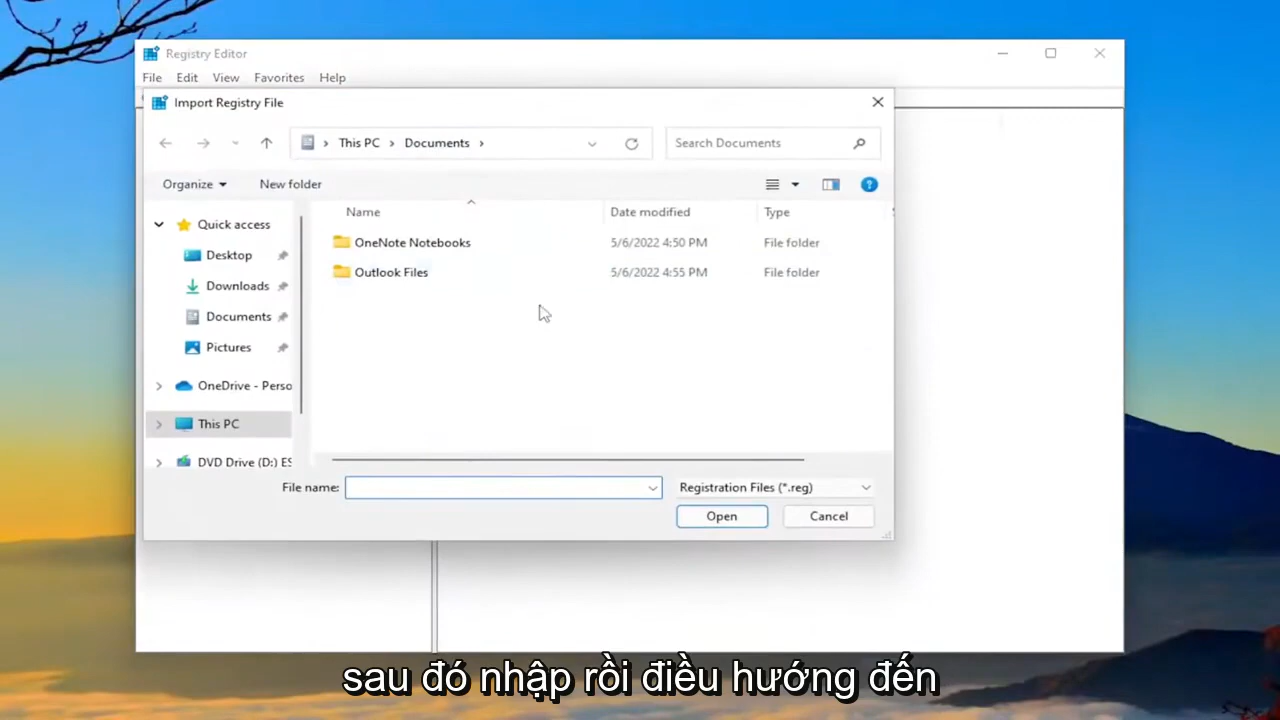 Registry Editor
File Edit View Favorites Help
Import Registry File
This PC Documents
Search Documents
Organize New folder
Name Date modified Type
Quick access
OneNote Notebooks 5/6/2022 4:50 PM File folder
Desktop
Outlook Files 5/6/2022 4:55 PM File folder
Downloads
Documents
Pictures
OneDrive - Perso
This PC
DVD Drive (D:) ES
File name: Registration Files (*.reg)
Open Cancel
sau đó nhập rồi điều hướng đến